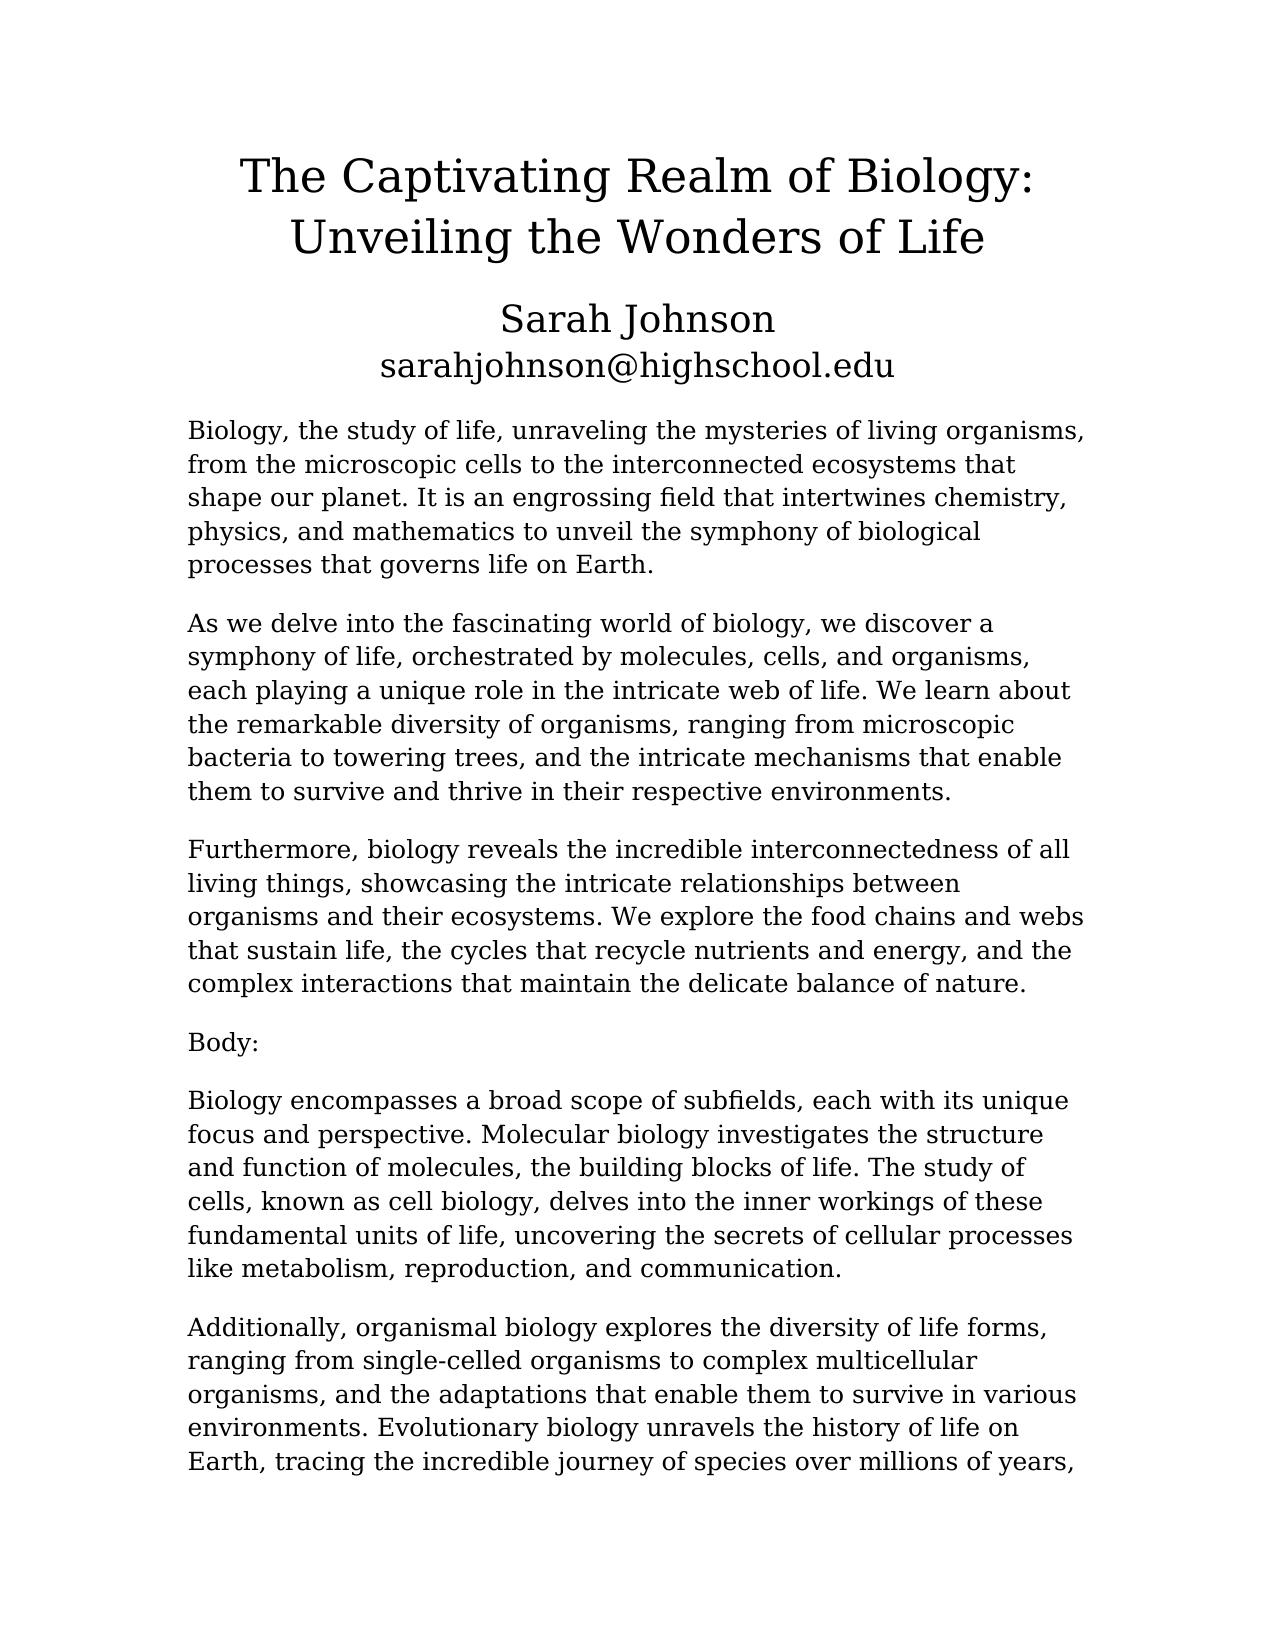 The Captivating Realm of Biology:
Unveiling the Wonders of Life
Sarah Johnson
sarahjohnson@highschool.edu
Biology, the study of life, unraveling the mysteries of living organisms,
from the microscopic cells to the interconnected ecosystems that
shape our planet. It is an engrossing field that intertwines chemistry,
physics, and mathematics to unveil the symphony of biological
processes that governs life on Earth.
As we delve into the fascinating world of biology, we discover a
symphony of life, orchestrated by molecules, cells, and organisms,
each playing a unique role in the intricate web of life. We learn about
the remarkable diversity of organisms, ranging from microscopic
bacteria to towering trees, and the intricate mechanisms that enable
them to survive and thrive in their respective environments.
Furthermore, biology reveals the incredible interconnectedness of all
living things, showcasing the intricate relationships between
organisms and their ecosystems. We explore the food chains and webs
that sustain life, the cycles that recycle nutrients and energy, and the
complex interactions that maintain the delicate balance of nature.
Body:
Biology encompasses a broad scope of subfields, each with its unique
focus and perspective. Molecular biology investigates the structure
and function of molecules, the building blocks of life. The study of
cells, known as cell biology, delves into the inner workings of these
fundamental units of life, uncovering the secrets of cellular processes
like metabolism, reproduction, and communication.
Additionally, organismal biology explores the diversity of life forms,
ranging from single-celled organisms to complex multicellular
organisms, and the adaptations that enable them to survive in various
environments. Evolutionary biology unravels the history of life on
Earth, tracing the incredible journey of species over millions of years,